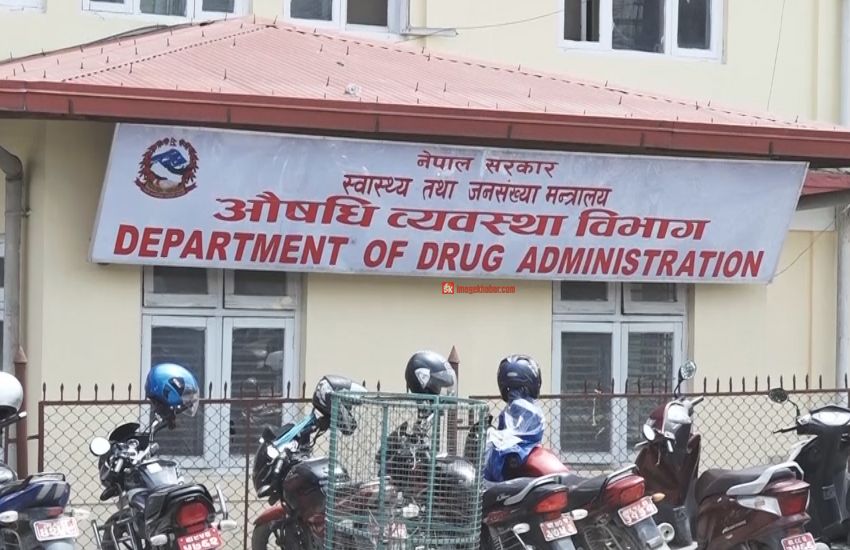 नेपाल सरकार
स्वास्थ्य तथा जनसंख्या मन्त्रालय
औषधि व्यवस्था विभाग
DEPARTMENT OF DRUG ADMINISTRATION
imagekhabar.com